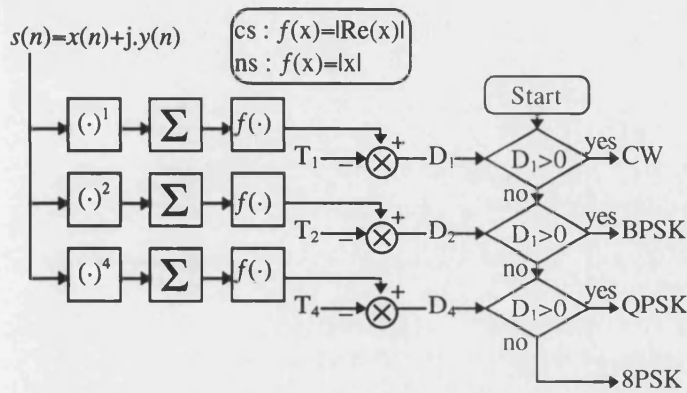 s(n)=x(n)+j.y(n)
cs : f(x)=|Re(x)|
ns : f(x)=|x|
Start
(·)¹ Σ f(·) + T₁ − D₁ D₁>0 yes CW
no
(·)² Σ f(·) + T₂ − D₂ D₁>0 yes BPSK
no
(·)⁴ Σ f(·) + T₄ − D₄ D₁>0 yes QPSK
no
8PSK